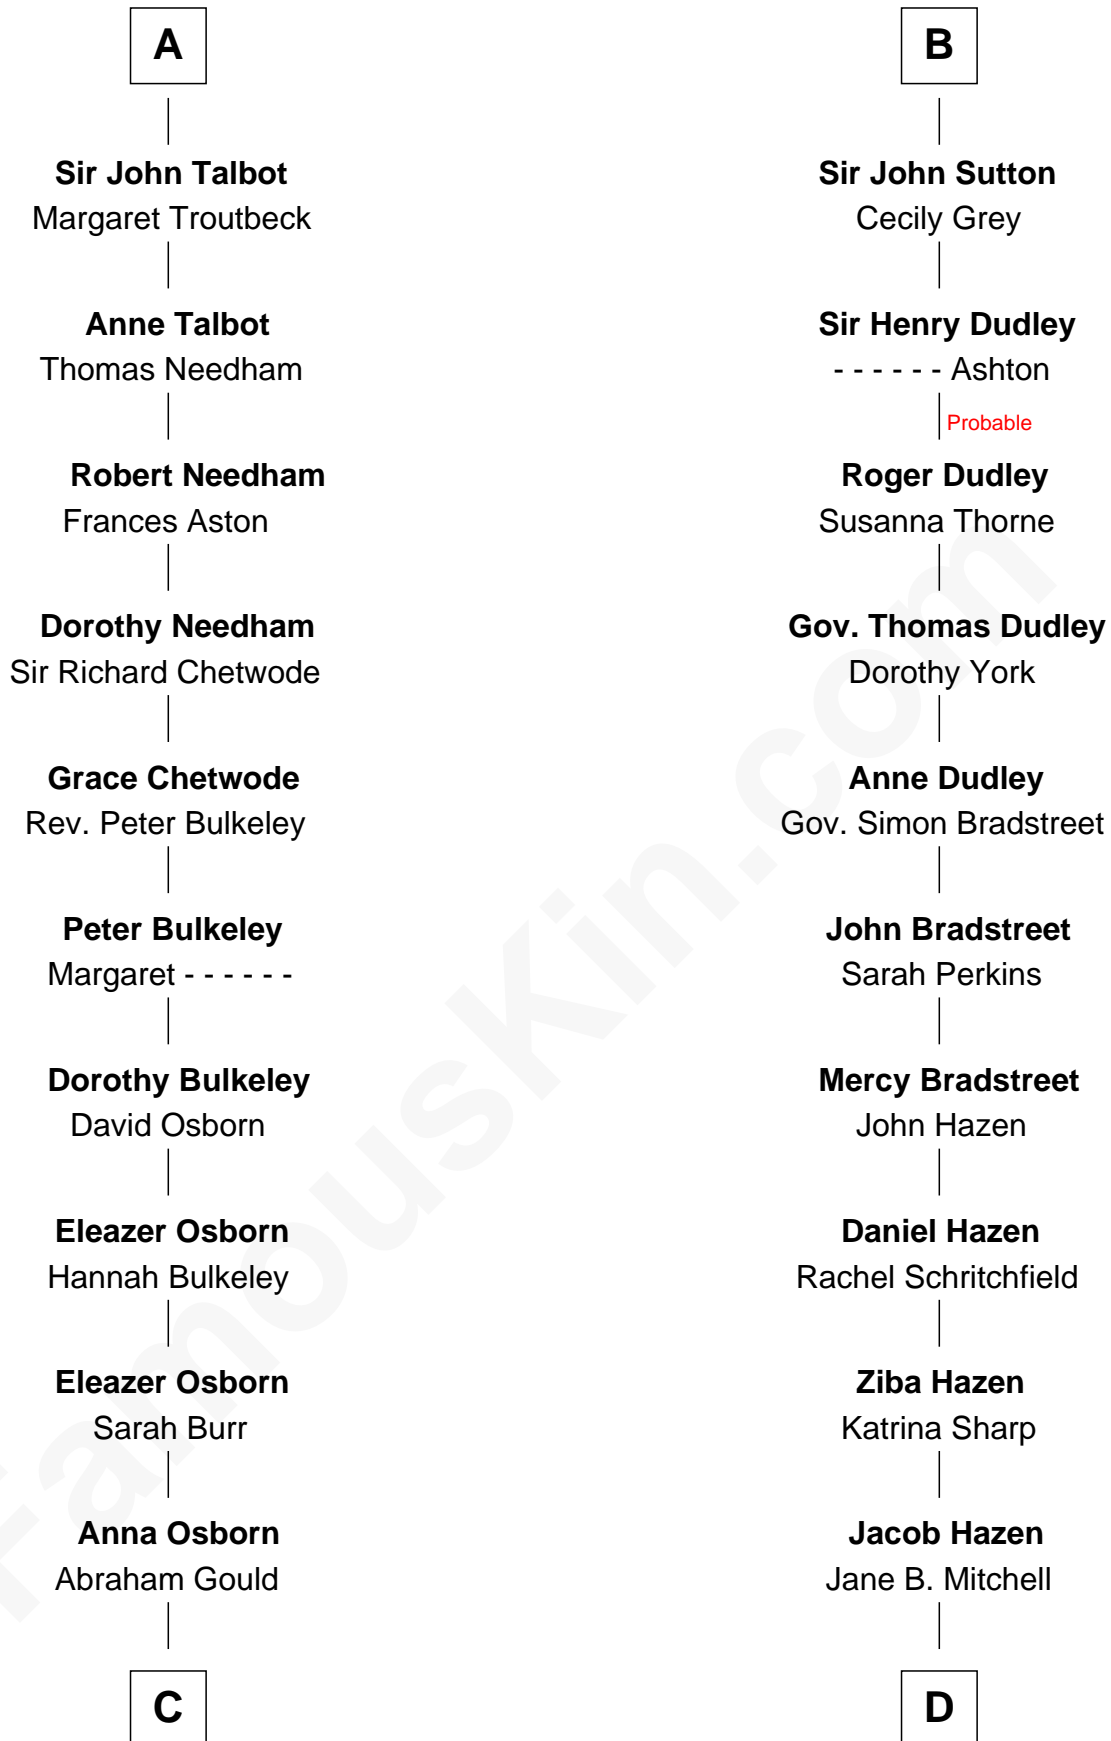 A
Sir John Talbot
Margaret Troutbeck
Anne Talbot
Thomas Needham
Robert Needham
Frances Aston
Dorothy Needham
Sir Richard Chetwode
Grace Chetwode
Rev. Peter Bulkeley
Peter Bulkeley
Margaret - - - - - -
Dorothy Bulkeley
David Osborn
Eleazer Osborn
Hannah Bulkeley
Eleazer Osborn
Sarah Burr
Anna Osborn
Abraham Gould
C
B
Sir John Sutton
Cecily Grey
Sir Henry Dudley
- - - - - - Ashton
Probable
Roger Dudley
Susanna Thorne
Gov. Thomas Dudley
Dorothy York
Anne Dudley
Gov. Simon Bradstreet
John Bradstreet
Sarah Perkins
Mercy Bradstreet
John Hazen
Daniel Hazen
Rachel Schritchfield
Ziba Hazen
Katrina Sharp
Jacob Hazen
Jane B. Mitchell
D
FamousKin.com